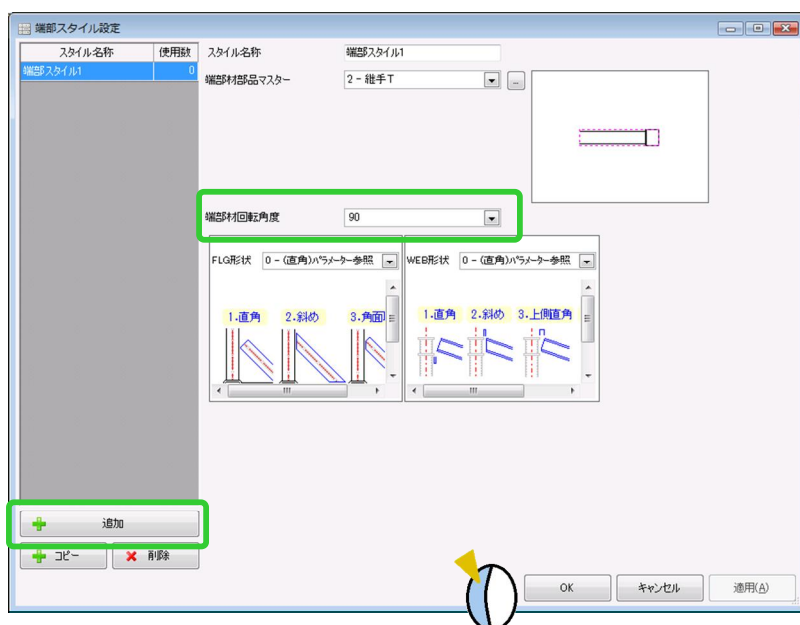 端部スタイル設定
スタイル名称 使用数
端部スタイル1 0
スタイル名称 端部スタイル1
端部材部品マスター 2 - 継手T ...
端部材回転角度 90
FLG形状 0 - (直角)パラメーター参照
WEB形状 0 - (直角)パラメーター参照
1.直角 2.斜め 3.角面
1.直角 2.斜め 3.上側直角
追加
コピー 削除
OK キャンセル 適用(A)